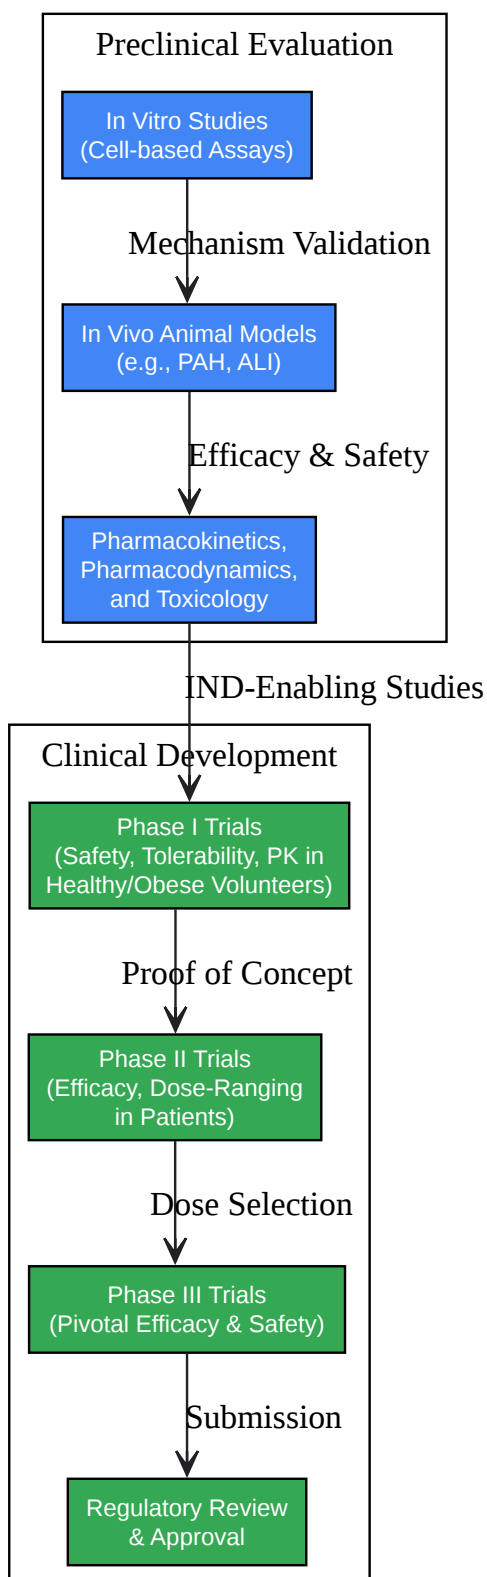 Preclinical Evaluation
In Vitro Studies
(Cell-based Assays)
Mechanism Validation
In Vivo Animal Models
(e.g., PAH, ALI)
Efficacy & Safety
Pharmacokinetics,
Pharmacodynamics,
and Toxicology
IND-Enabling Studies
Clinical Development
Phase I Trials
(Safety, Tolerability, PK in
Healthy/Obese Volunteers)
Proof of Concept
Phase II Trials
(Efficacy, Dose-Ranging
in Patients)
Dose Selection
Phase III Trials
(Pivotal Efficacy & Safety)
Submission
Regulatory Review
& Approval